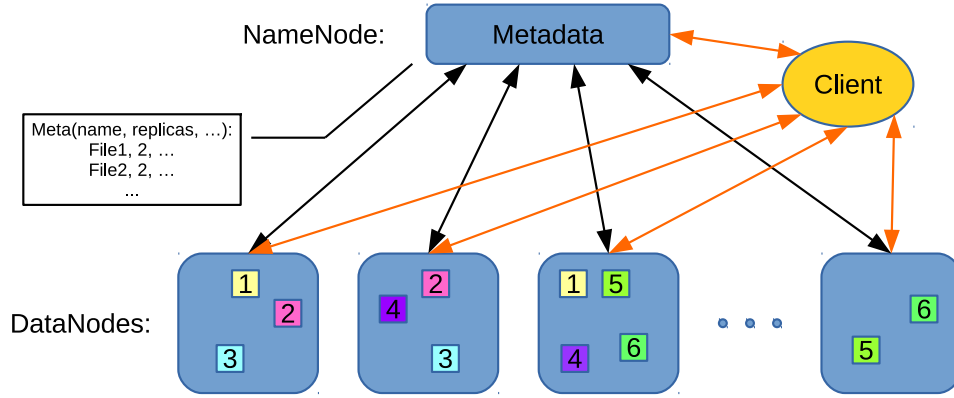 NameNode:
Metadata
Client
Meta(name, replicas, …):
File1, 2, …
File2, 2, …
...
DataNodes:
1
2
3
2
4
3
1
5
4
6
6
5